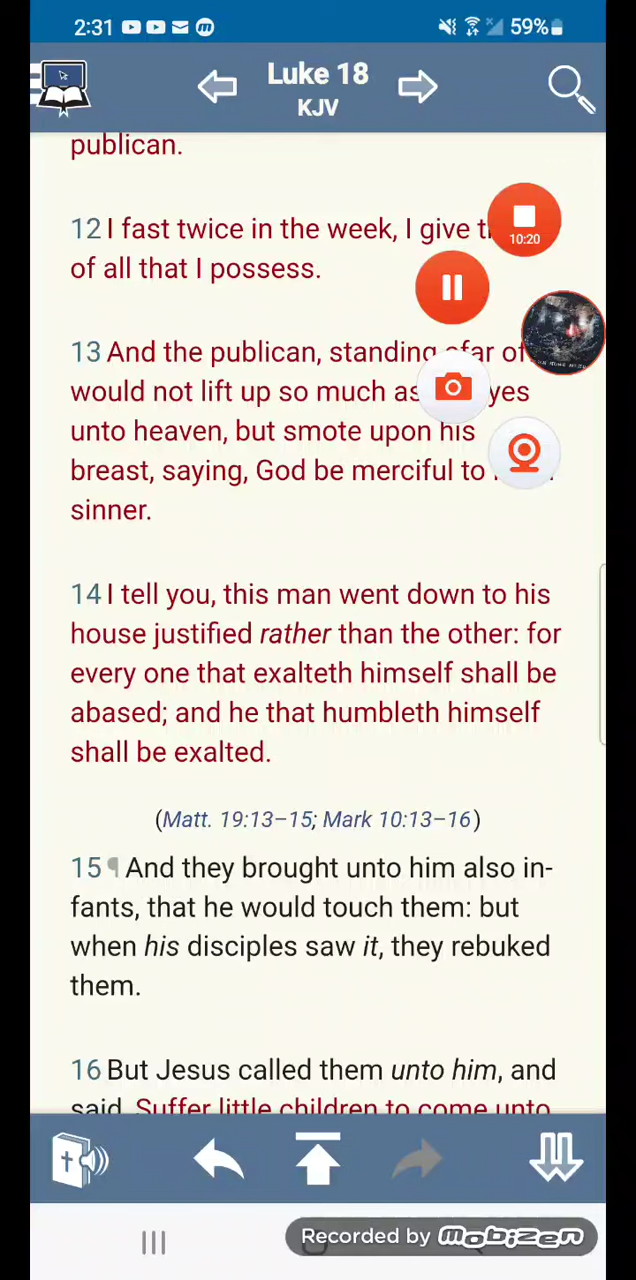 2:31
59%
Luke 18
KJV
publican.
12 I fast twice in the week, I give
of all that I possess.
10:20
13 And the publican, standing afar
would not lift up so much as
unto heaven, but smote upon his
breast, saying, God be merciful to
sinner.
14 I tell you, this man went down to his
house justified rather than the other: for
every one that exalteth himself shall be
abased; and he that humbleth himself
shall be exalted.
(Matt. 19:13–15; Mark 10:13–16)
15 ¶ And they brought unto him also in-
fants, that he would touch them: but
when his disciples saw it, they rebuked
them.
16 But Jesus called them unto him, and
said, Suffer little children to come unto
Recorded by mobizen